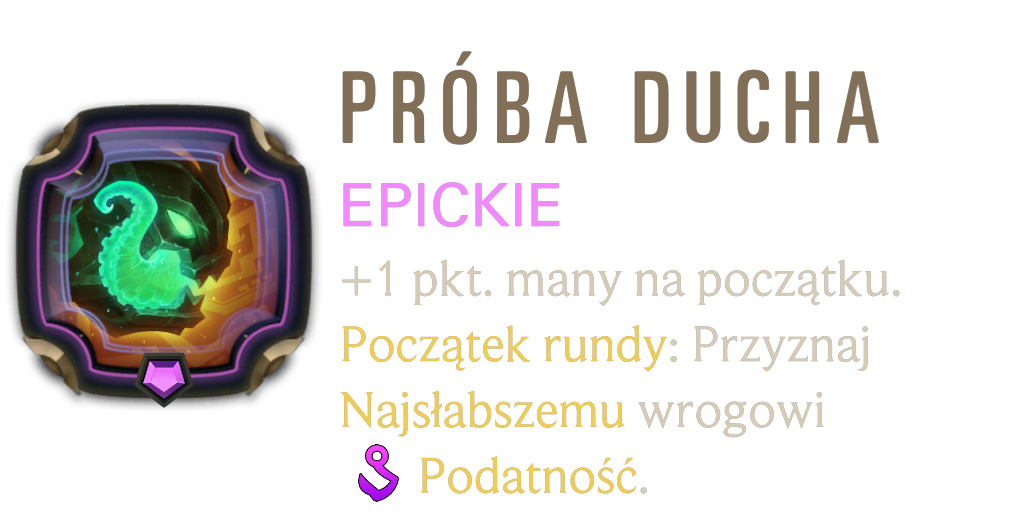 PRÓBA DUCHA
EPICKIE
+1 pkt. many na początku.
Początek rundy: Przyznaj
Najsłabszemu wrogowi
Podatność.